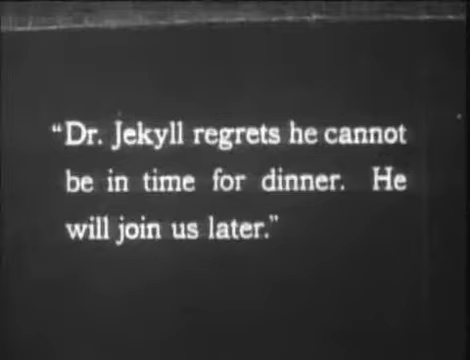 “Dr. Jekyll regrets he cannot
be in time for dinner. He
will join us later.”